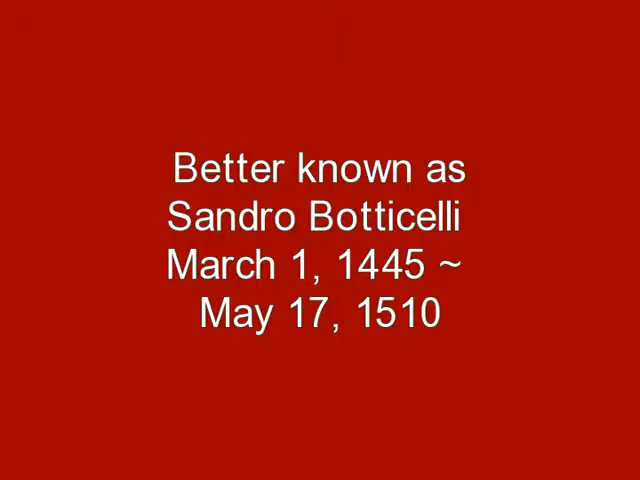 Better known as
Sandro Botticelli
March 1, 1445 ~
May 17, 1510